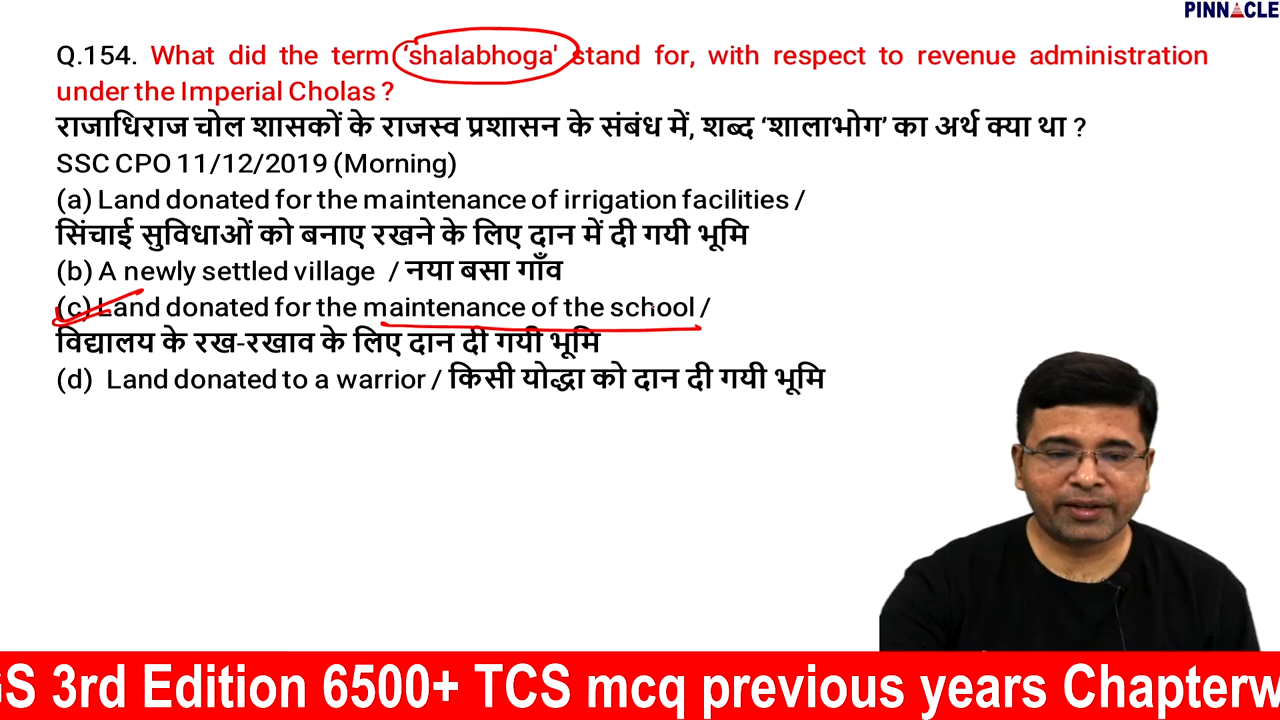 PINNACLE
Q.154. What did the term ‘shalabhoga' stand for, with respect to revenue administration
under the Imperial Cholas ?
राजाधिराज चोल शासकों के राजस्व प्रशासन के संबंध में, शब्द ‘शालाभोग’ का अर्थ क्या था ?
SSC CPO 11/12/2019 (Morning)
(a) Land donated for the maintenance of irrigation facilities /
सिंचाई सुविधाओं को बनाए रखने के लिए दान में दी गयी भूमि
(b) A newly settled village / नया बसा गाँव
(c) Land donated for the maintenance of the school /
विद्यालय के रख-रखाव के लिए दान दी गयी भूमि
(d) Land donated to a warrior / किसी योद्धा को दान दी गयी भूमि
GS 3rd Edition 6500+ TCS mcq previous years Chapterw